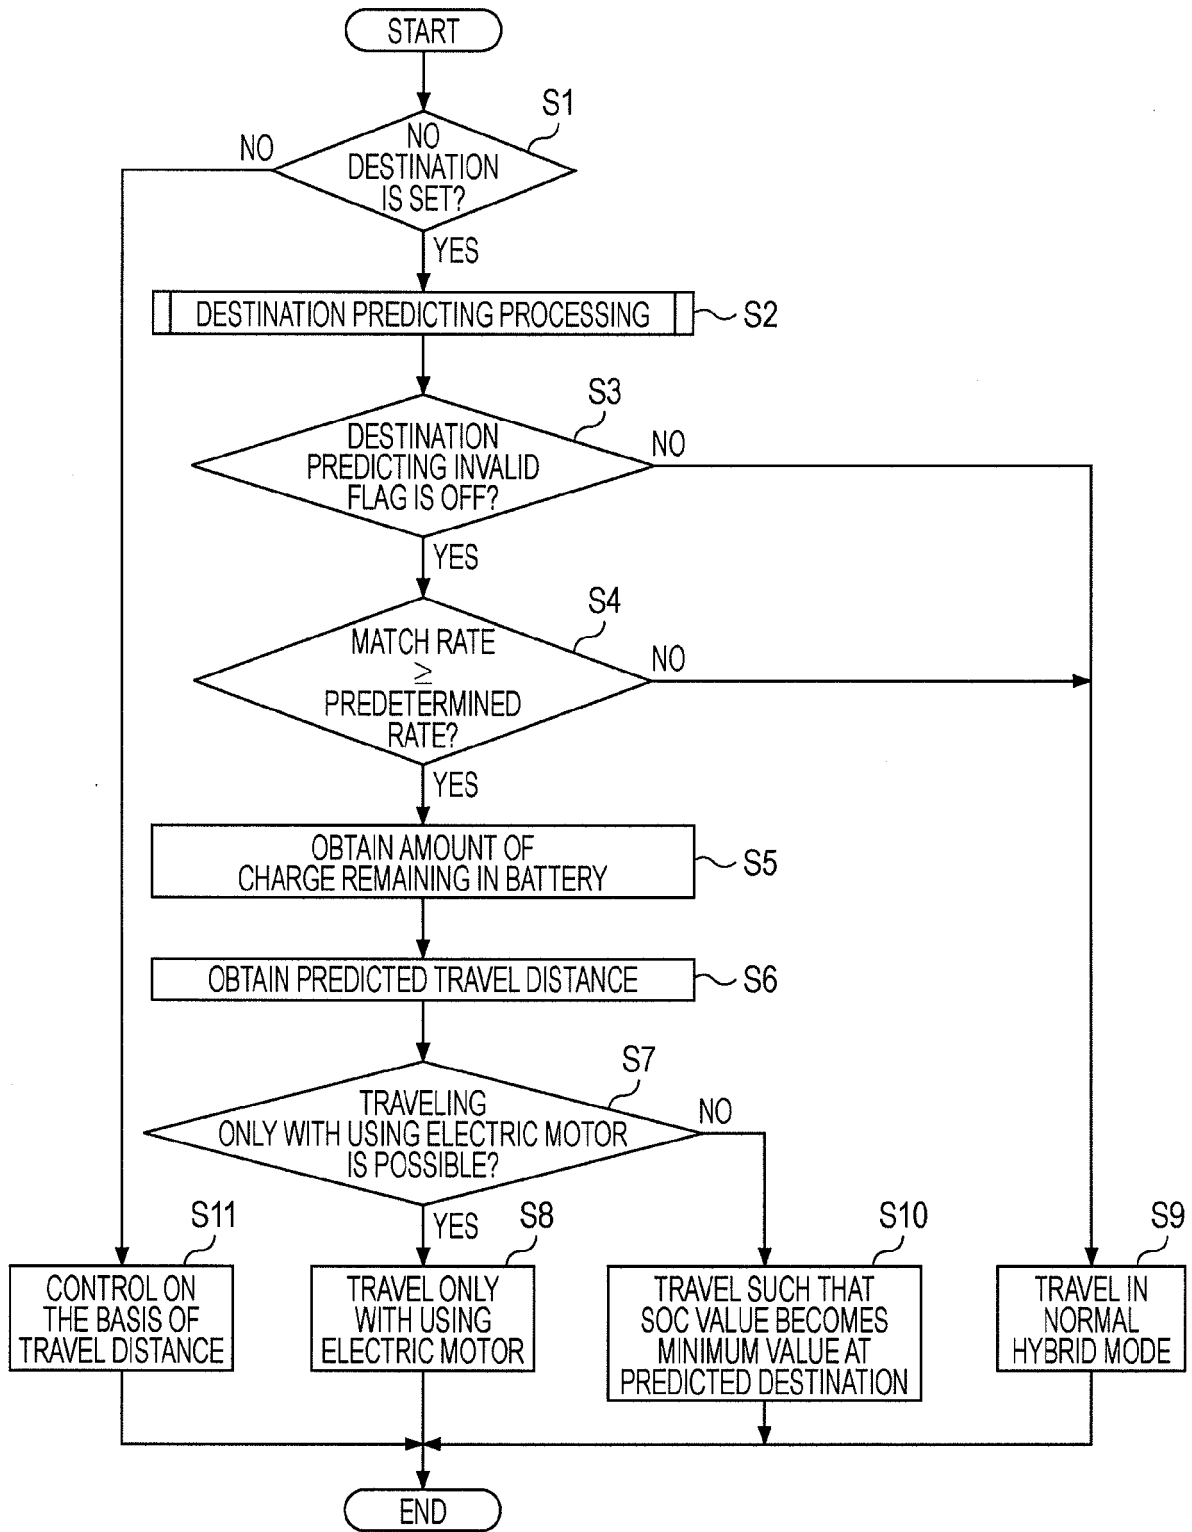 START
S1
NO
NO
DESTINATION
IS SET?
YES
DESTINATION PREDICTING PROCESSING
S2
S3
DESTINATION
PREDICTING INVALID
FLAG IS OFF?
NO
YES
S4
MATCH RATE
≥
PREDETERMINED
RATE?
NO
YES
OBTAIN AMOUNT OF
CHARGE REMAINING IN BATTERY
S5
OBTAIN PREDICTED TRAVEL DISTANCE
S6
S7
TRAVELING
ONLY WITH USING ELECTRIC MOTOR
IS POSSIBLE?
NO
YES
S11
CONTROL ON
THE BASIS OF
TRAVEL DISTANCE
S8
TRAVEL ONLY
WITH USING
ELECTRIC MOTOR
S10
TRAVEL SUCH THAT
SOC VALUE BECOMES
MINIMUM VALUE AT
PREDICTED DESTINATION
S9
TRAVEL IN
NORMAL
HYBRID MODE
END